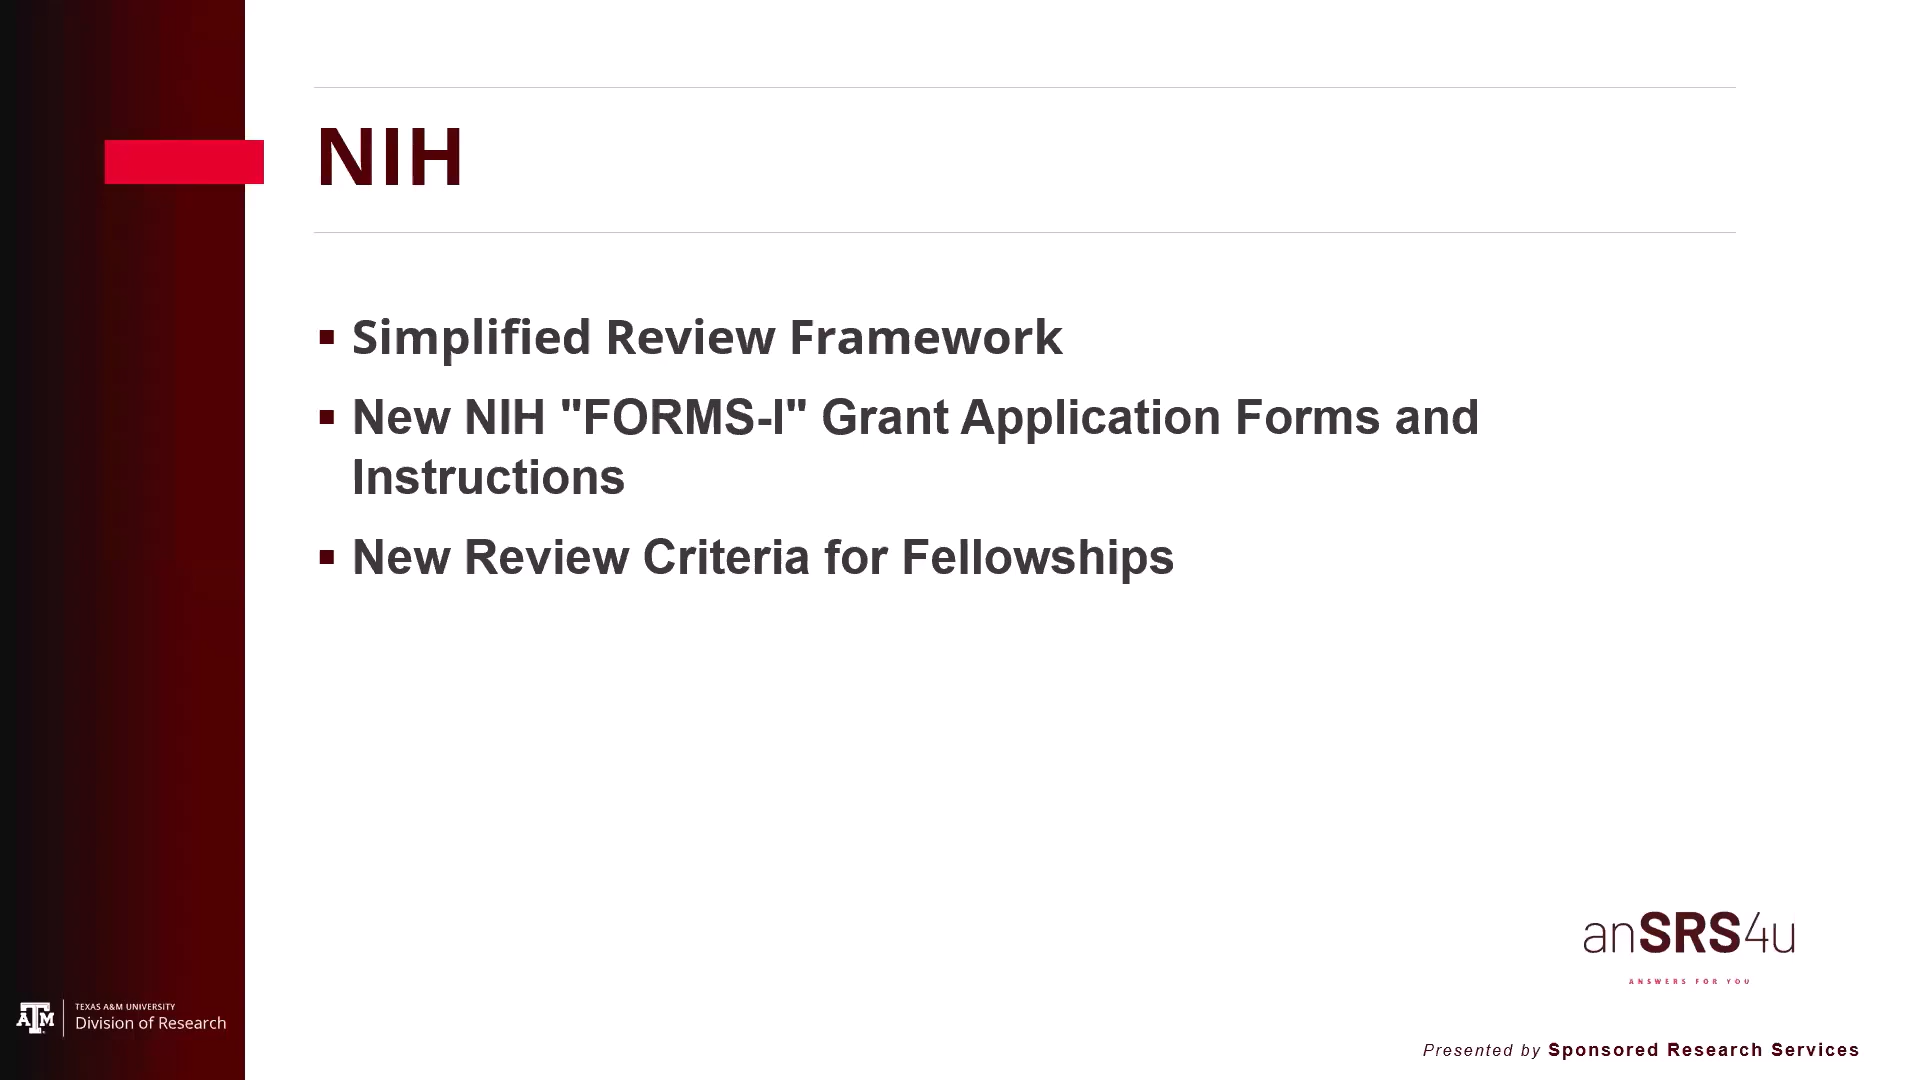 NIH
Simplified Review Framework
New NIH "FORMS-I" Grant Application Forms and
Instructions
New Review Criteria for Fellowships
anSRS4u
ANSWERS FOR YOU
ATM
TEXAS A&M UNIVERSITY
Division of Research
Presented by Sponsored Research Services